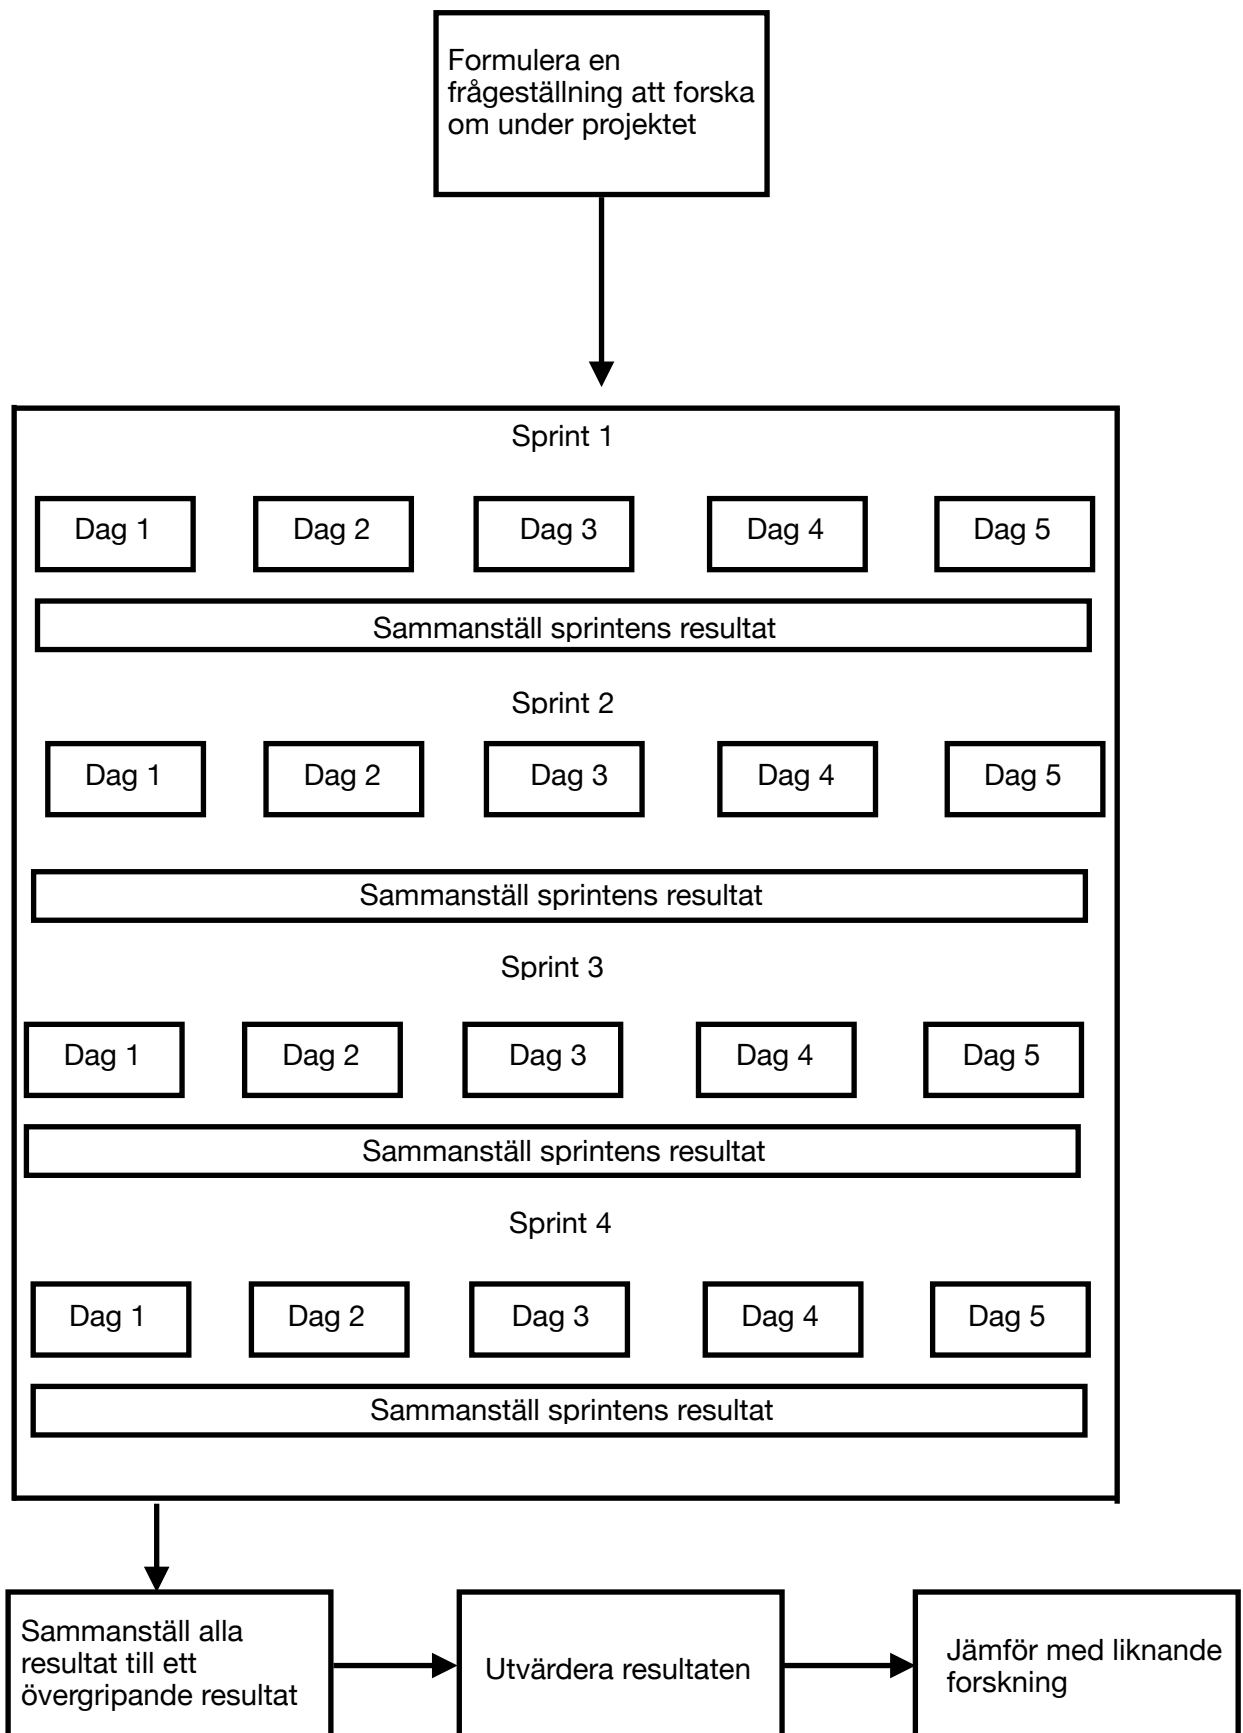 Formulera en
frågeställning att forska
om under projektet
Sprint 1
Dag 1 Dag 2 Dag 3 Dag 4 Dag 5
Sammanställ sprintens resultat
Sprint 2
Dag 1 Dag 2 Dag 3 Dag 4 Dag 5
Sammanställ sprintens resultat
Sprint 3
Dag 1 Dag 2 Dag 3 Dag 4 Dag 5
Sammanställ sprintens resultat
Sprint 4
Dag 1 Dag 2 Dag 3 Dag 4 Dag 5
Sammanställ sprintens resultat
Sammanställ alla
resultat till ett
övergripande resultat
Utvärdera resultaten
Jämför med liknande
forskning